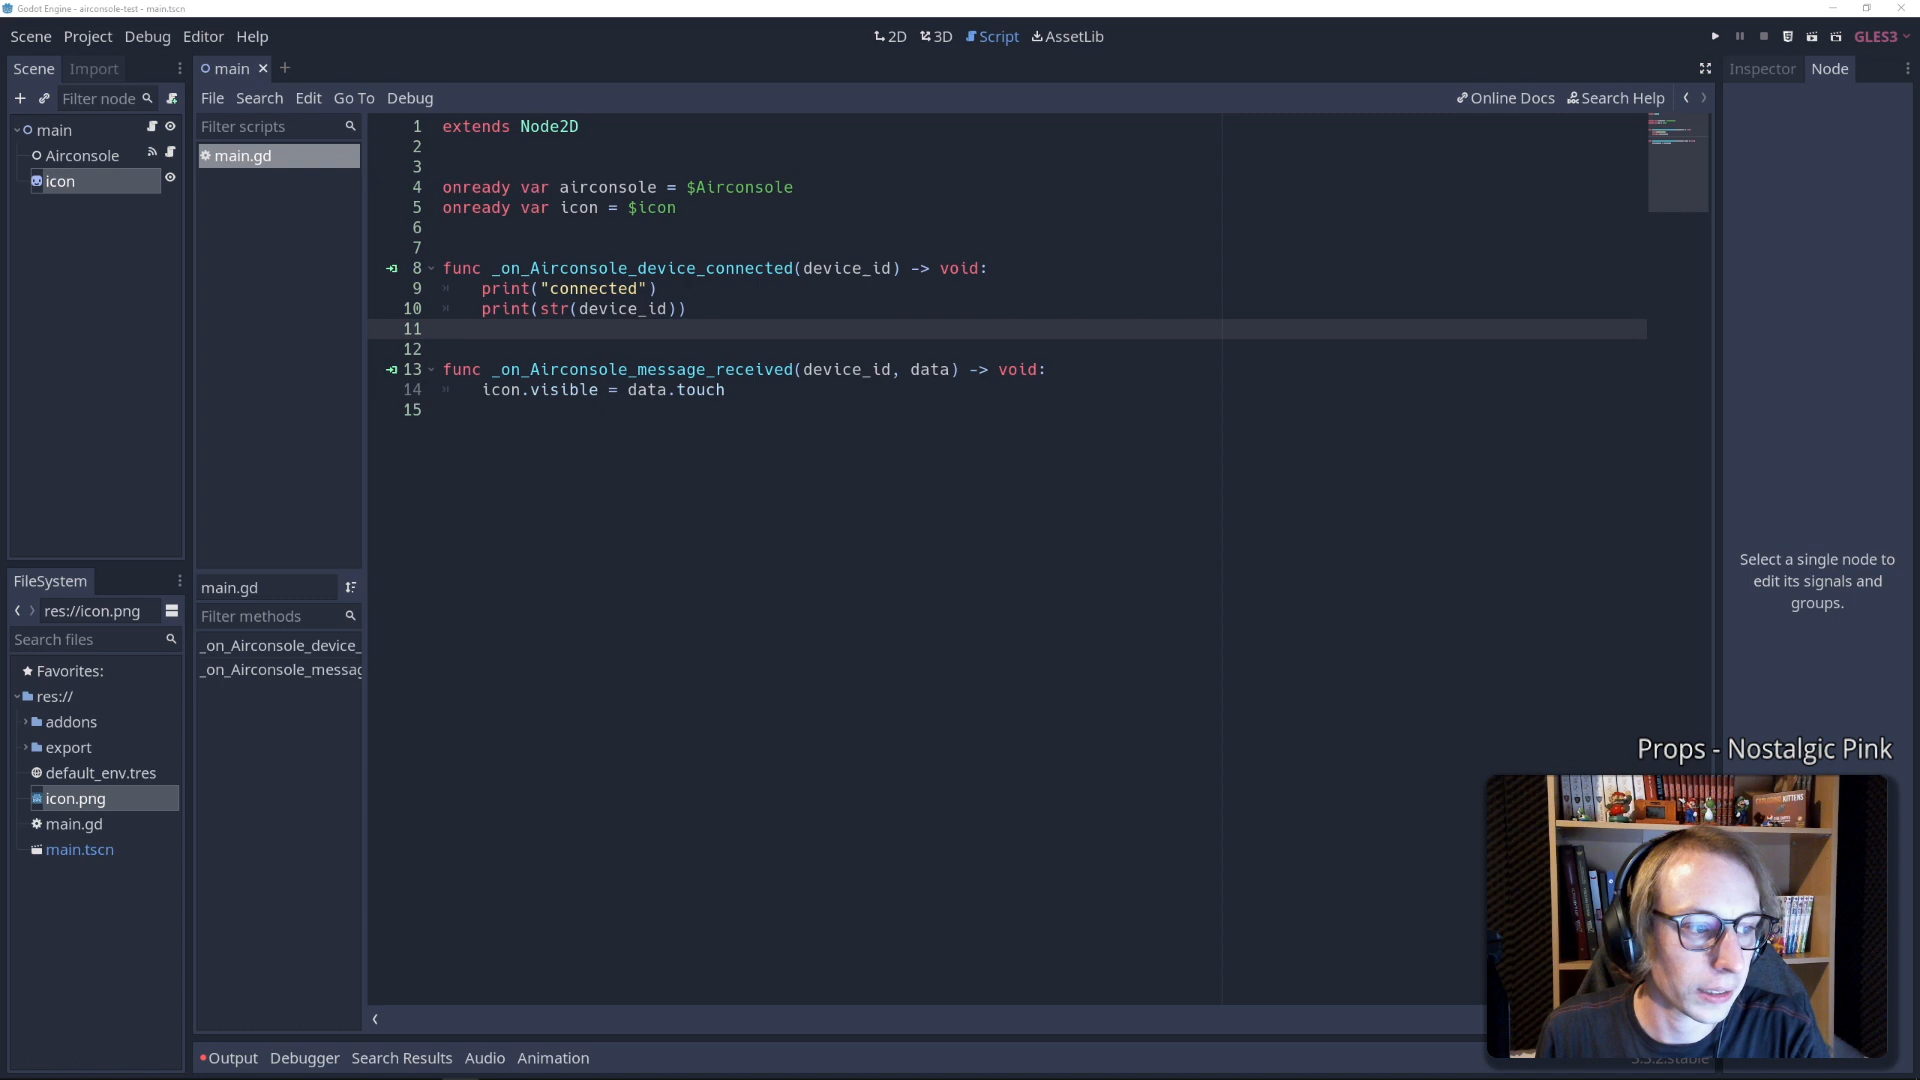 Godot Engine - airconsole-test - main.tscn
Scene Project Debug Editor Help
2D 3D Script AssetLib
GLES3
Scene Import
main
Inspector Node
Filter node
File Search Edit Go To Debug
Online Docs Search Help
main
Airconsole
icon
Filter scripts
main.gd
1 extends Node2D
2
3
4 onready var airconsole = $Airconsole
5 onready var icon = $icon
6
7
8 func _on_Airconsole_device_connected(device_id) -> void:
9 print("connected")
10 print(str(device_id))
11
12
13 func _on_Airconsole_message_received(device_id, data) -> void:
14 icon.visible = data.touch
15
Select a single node to
edit its signals and
groups.
FileSystem
res://icon.png
Search files
Favorites:
res://
addons
export
default_env.tres
icon.png
main.gd
main.tscn
main.gd
Filter methods
_on_Airconsole_device_
_on_Airconsole_messag
Props - Nostalgic Pink
EXPLODING KITTENS
Output Debugger Search Results Audio Animation
3.3.2.stable